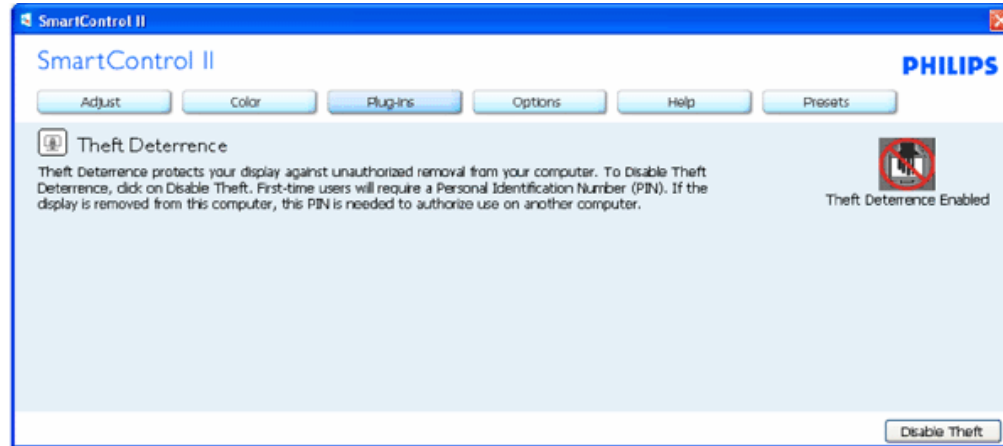 SmartControl II
SmartControl II
PHILIPS
Adjust Color Plug-Ins Options Help Presets
Theft Deterrence
Theft Deterrence protects your display against unauthorized removal from your computer. To Disable Theft
Deterrence, click on Disable Theft. First-time users will require a Personal Identification Number (PIN). If the
display is removed from this computer, this PIN is needed to authorize use on another computer.
Theft Deterrence Enabled
Disable Theft